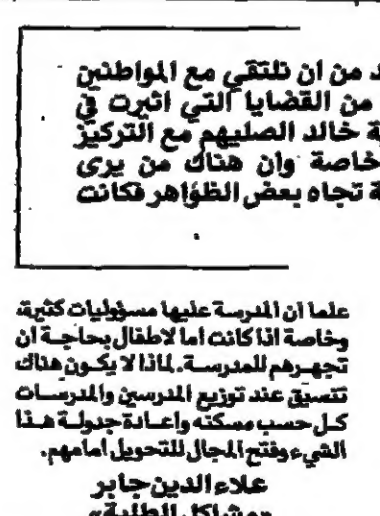 د من ان نلتقي مع المواطنين
من القضايا التي اثيرت في
ة خالد الصليهم مع التركيز
خاصة وان هناك من يرى
ة تجاه بعض الظواهر فكانت
علما ان المدرسة عليها مسؤوليات كثيرة،
وخاصة اذا كانت اما لاطفال بحاجة ان
تجهزهم للمدرسة. لماذا لا يكون هناك
تنسيق عند توزيع المدرسين والمدرسات
كل حسب مسكنه واعادة جدولة هذا
الشيء وفتح المجال للتحويل امامهم.
علاء الدين جابر
«مشاكل الطلبة»